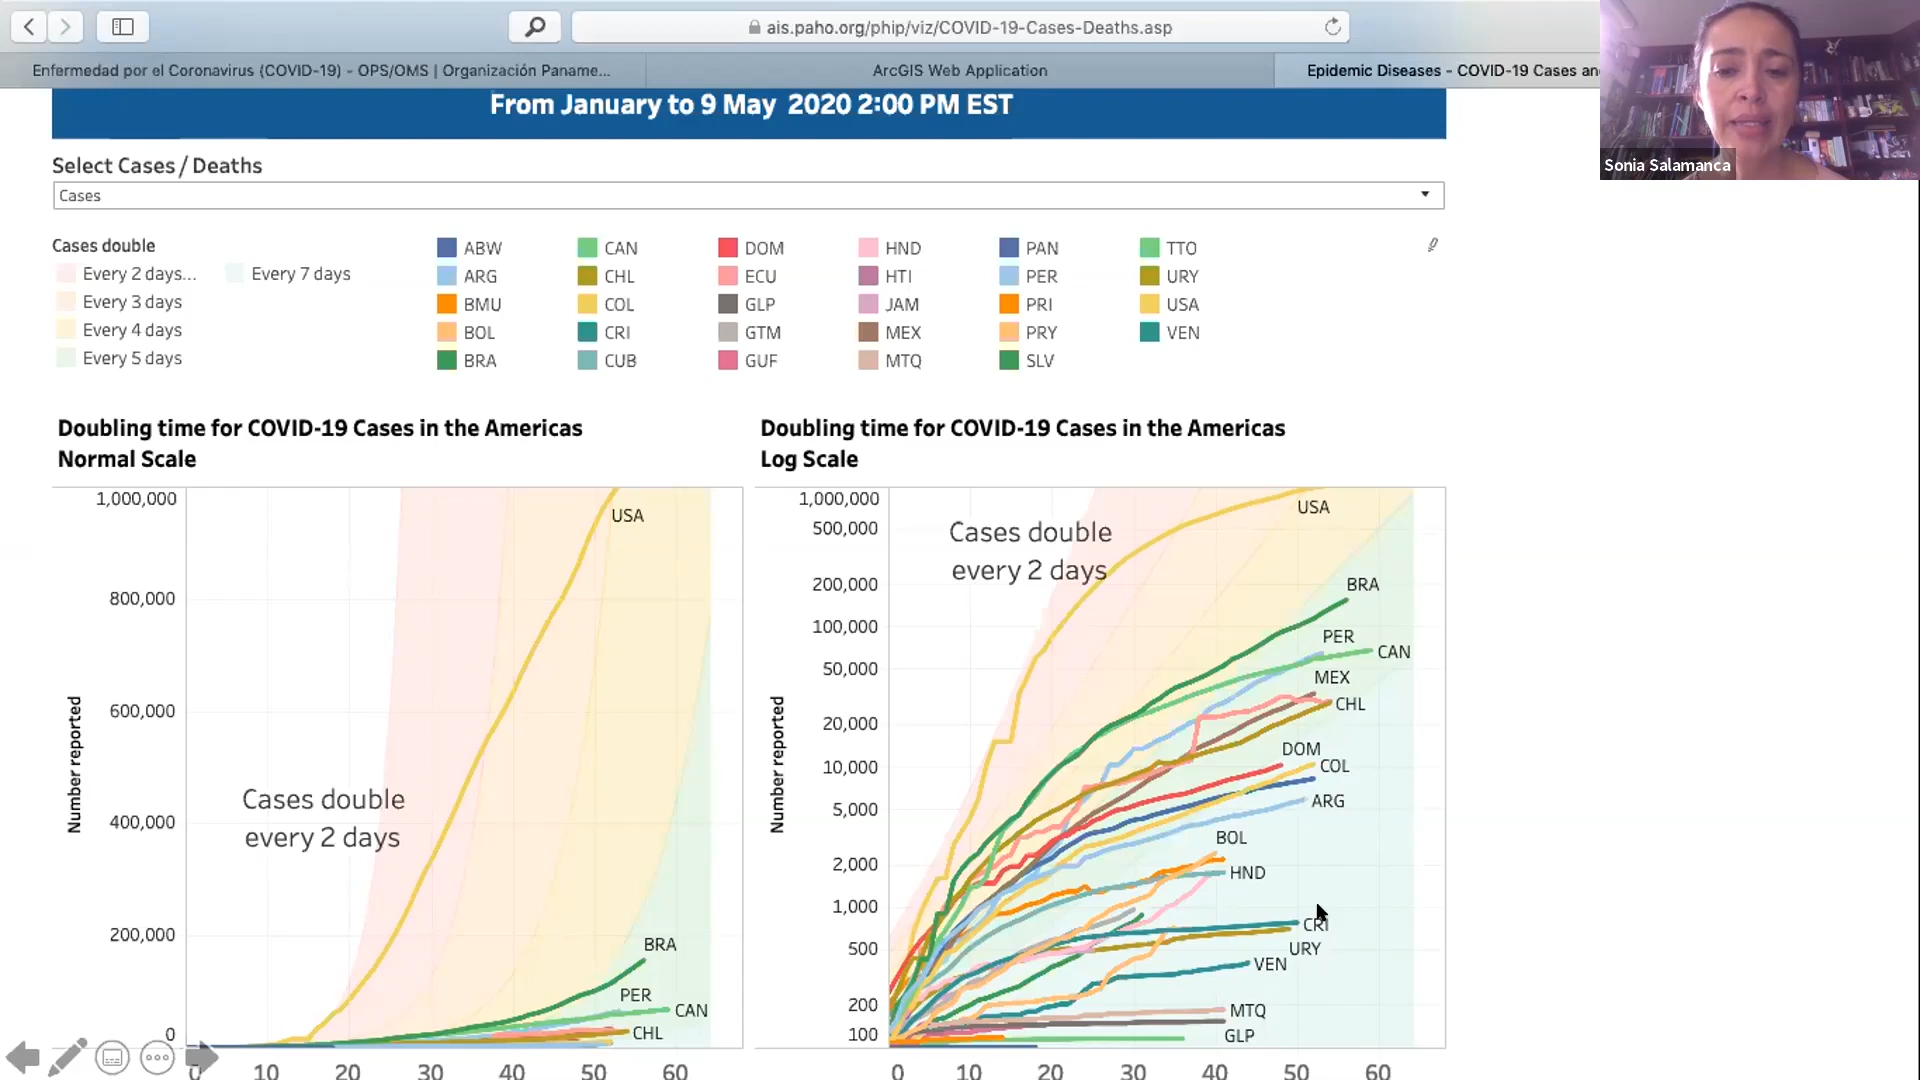 ais.paho.org/phip/viz/COVID-19-Cases-Deaths.asp
Enfermedad por el Coronavirus (COVID-19) - OPS/OMS | Organización Paname...
ArcGIS Web Application
Epidemic Diseases - COVID-19 Cases an
Sonia Salamanca
From January to 9 May 2020 2:00 PM EST
Select Cases / Deaths
Cases
Cases double
Every 2 days...
Every 7 days
Every 3 days
Every 4 days
Every 5 days
ABW CAN DOM HND PAN TTO
ARG CHL ECU HTI PER URY
BMU COL GLP JAM PRI USA
BOL CRI GTM MEX PRY VEN
BRA CUB GUF MTQ SLV
Doubling time for COVID-19 Cases in the Americas
Normal Scale
1,000,000
800,000
600,000
400,000
200,000
0
Number reported
USA
Cases double
every 2 days
BRA
PER
CAN
CHL
0 10 20 30 40 50 60
Doubling time for COVID-19 Cases in the Americas
Log Scale
1,000,000
500,000
200,000
100,000
50,000
20,000
10,000
5,000
2,000
1,000
500
200
100
Number reported
Cases double
every 2 days
USA
BRA
PER
CAN
MEX
CHL
DOM
COL
ARG
BOL
HND
CRI
URY
VEN
MTQ
GLP
0 10 20 30 40 50 60